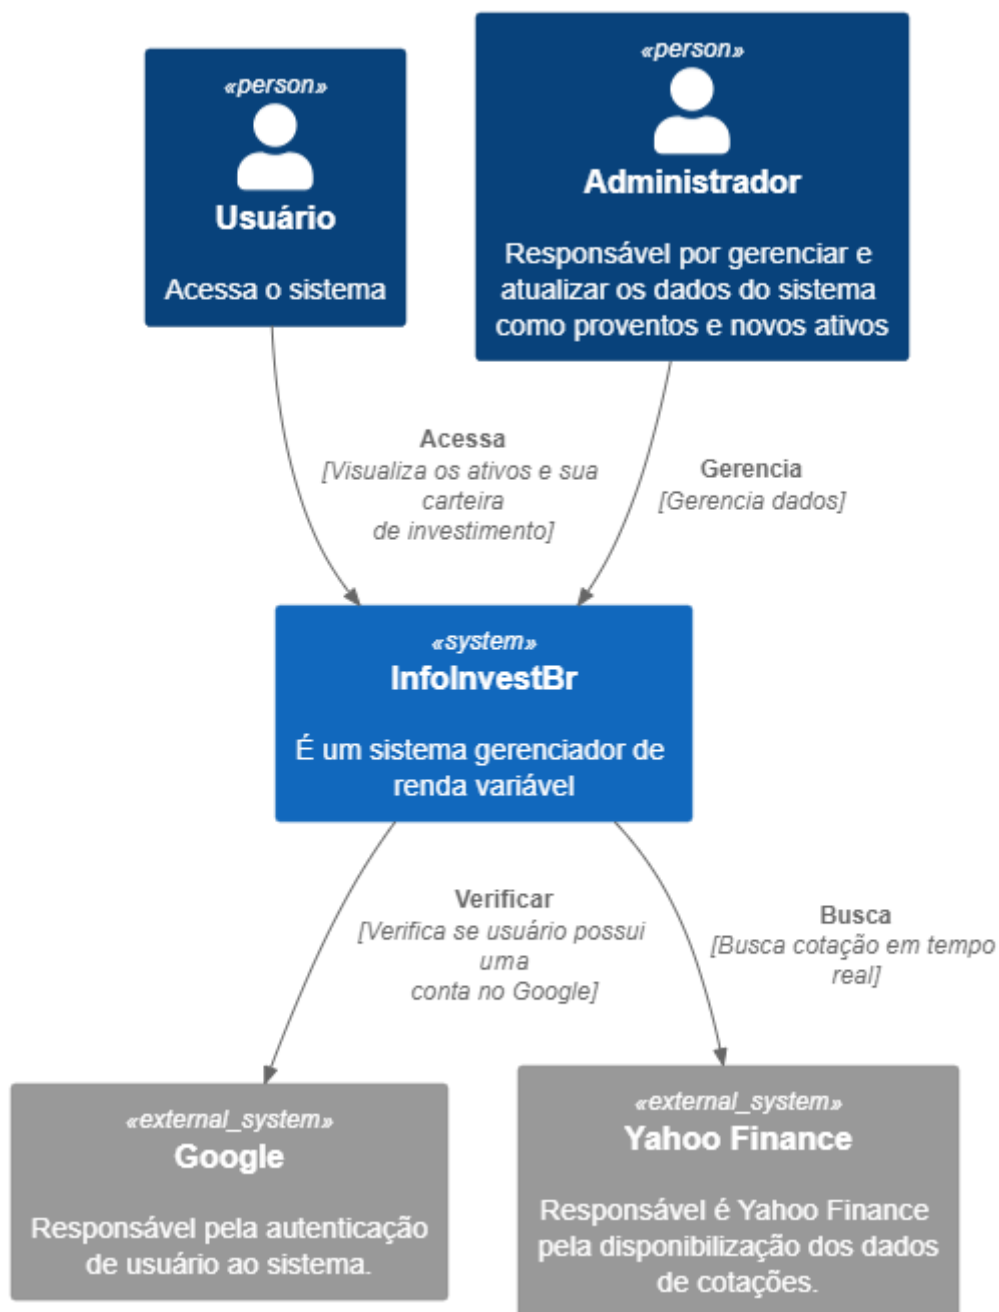 «person»
Usuário
Acessa o sistema
«person»
Administrador
Responsável por gerenciar e
atualizar os dados do sistema
como proventos e novos ativos
Acessa
[Visualiza os ativos e sua
carteira
de investimento]
Gerencia
[Gerencia dados]
«system»
InfoInvestBr
É um sistema gerenciador de
renda variável
Verificar
[Verifica se usuário possui
uma
conta no Google]
Busca
[Busca cotação em tempo
real]
«external_system»
Google
Responsável pela autenticação
de usuário ao sistema.
«external_system»
Yahoo Finance
Responsável é Yahoo Finance
pela disponibilização dos dados
de cotações.